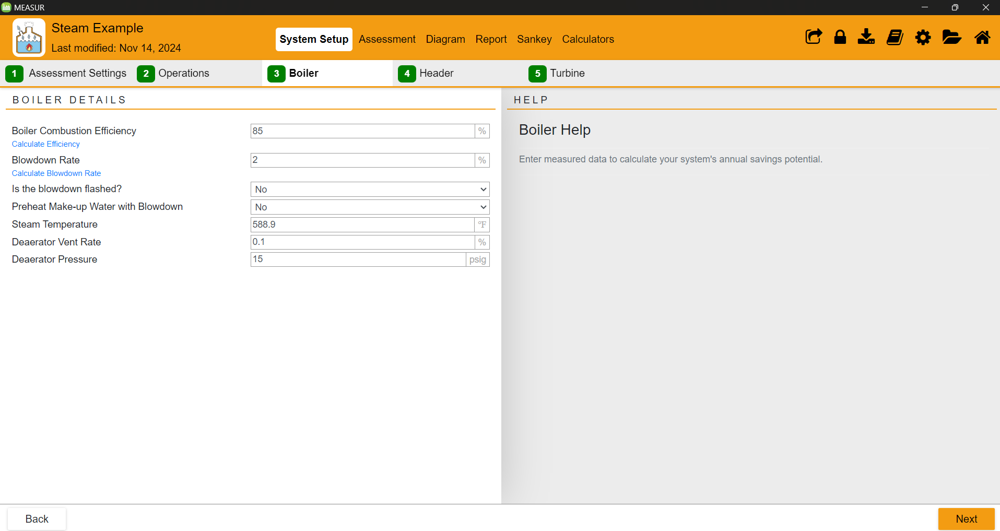 MEASUR
Steam Example
Last modified: Nov 14, 2024
System Setup Assessment Diagram Report Sankey Calculators
1 Assessment Settings 2 Operations 3 Boiler 4 Header 5 Turbine
BOILER DETAILS
Boiler Combustion Efficiency 85 %
Calculate Efficiency
Blowdown Rate 2 %
Calculate Blowdown Rate
Is the blowdown flashed? No
Preheat Make-up Water with Blowdown No
Steam Temperature 588.9 °F
Deaerator Vent Rate 0.1 %
Deaerator Pressure 15 psig
HELP
Boiler Help
Enter measured data to calculate your system's annual savings potential.
Back Next